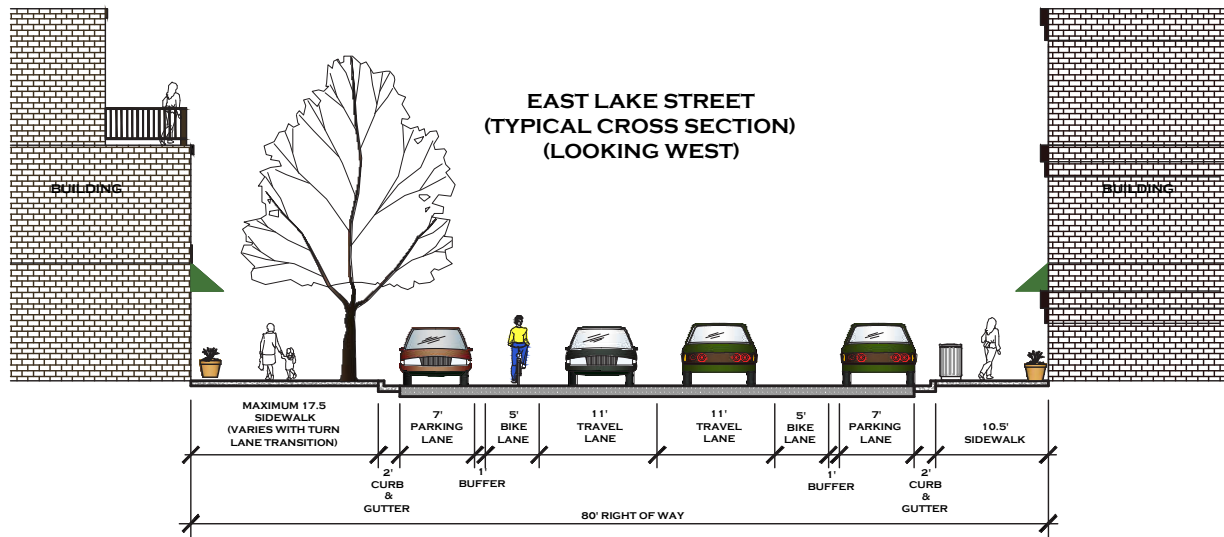 EAST LAKE STREET
(TYPICAL CROSS SECTION)
(LOOKING WEST)
BUILDING
BUILDING
MAXIMUM 17.5
SIDEWALK
(VARIES WITH TURN
LANE TRANSITION)
2'
CURB
&
GUTTER
7'
PARKING
LANE
1'
BUFFER
5'
BIKE
LANE
11'
TRAVEL
LANE
11'
TRAVEL
LANE
5'
BIKE
LANE
1'
BUFFER
7'
PARKING
LANE
2'
CURB
&
GUTTER
10.5'
SIDEWALK
80' RIGHT OF WAY